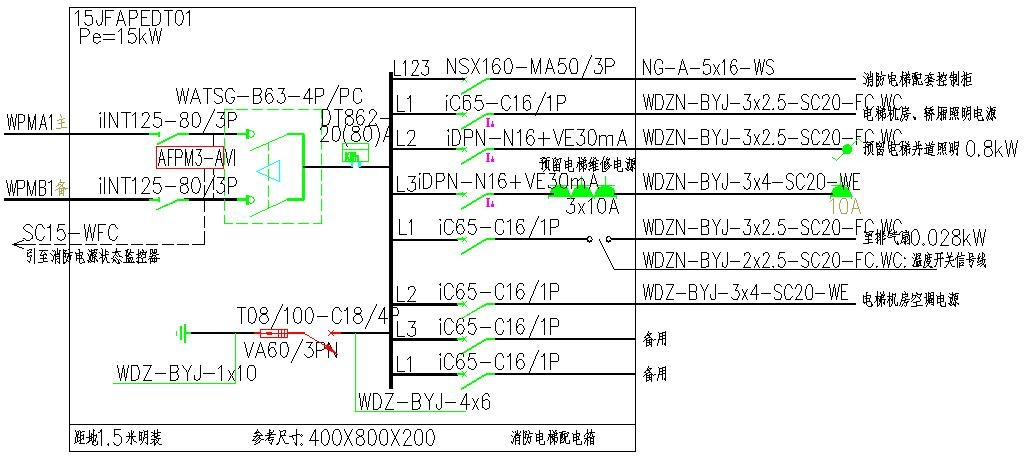 15JFAPEDT01
Pe=15kW
L123 NSX160-MA50/3P NG-A-5x16-WS 消防电梯配套控制柜
WATSG-B63-4P/PC
L1 iC65-C16/1P WDZN-BYJ-3x2.5-SC20-FC.WC 电梯机房、轿厢照明电源
WPMA1主 iINT125-80/3P
DT862-
20(80)A
KWh
L2 iDPN-N16+VE30mA WDZN-BYJ-3x2.5-SC20-FC.WC 预留电梯井道照明0.8kW
AFPM3-AVI
预留电梯维修电源
WPMB1备 iINT125-80/3P
L3 iDPN-N16+VE30mA WDZN-BYJ-3x4-SC20-WE
3x10A 10A
SC15-WFC
引至消防电源状态监控器
L1 iC65-C16/1P WDZN-BYJ-3x2.5-SC20-FC.WC 至排气扇0.028kW
WDZN-BYJ-2x2.5-SC20-FC.WC: 温度开关信号线
L2 iC65-C16/1P WDZ-BYJ-3x4-SC20-WE 电梯机房空调电源
T08/100-C18/4P
L3 iC65-C16/1P 备用
VA60/3PN
L1 iC65-C16/1P 备用
WDZ-BYJ-1x10
WDZ-BYJ-4x6
距地1.5米明装 参考尺寸: 400X800X200 消防电梯配电箱